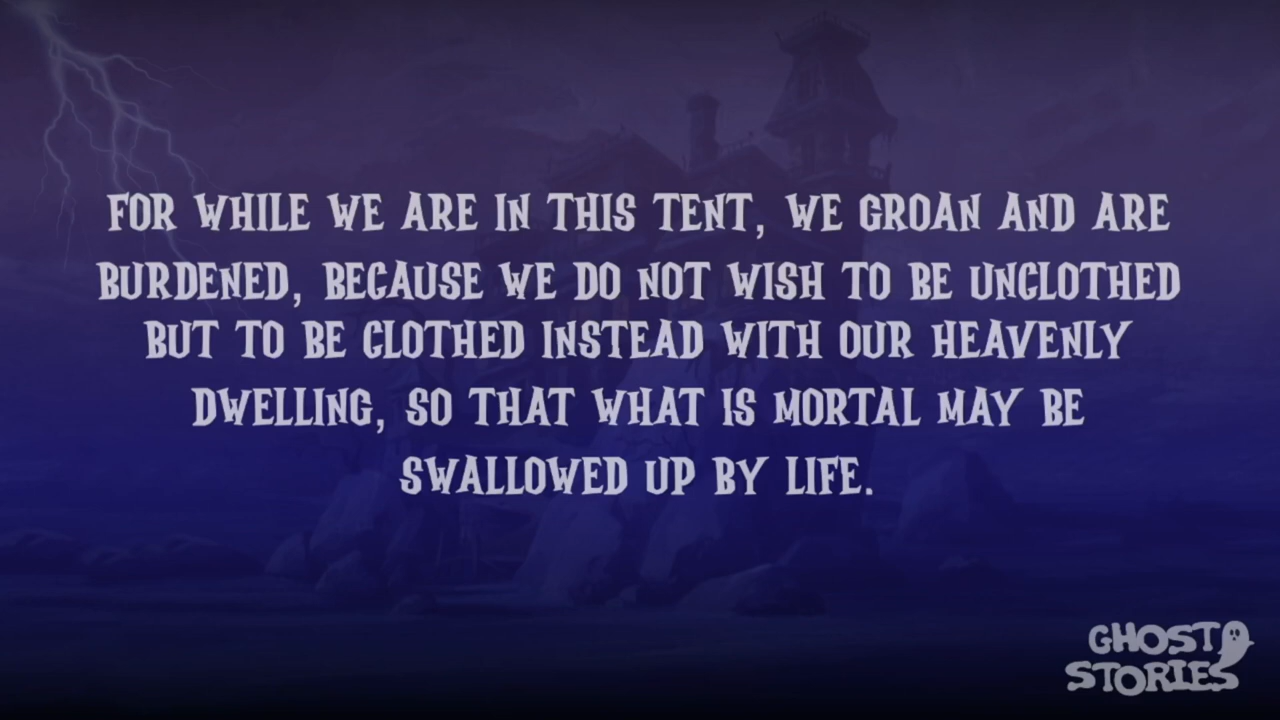 FOR WHILE WE ARE IN THIS TENT, WE GROAN AND ARE
BURDENED, BECAUSE WE DO NOT WISH TO BE UNCLOTHED
BUT TO BE CLOTHED INSTEAD WITH OUR HEAVENLY
DWELLING, SO THAT WHAT IS MORTAL MAY BE
SWALLOWED UP BY LIFE.
GHOST
STORIES